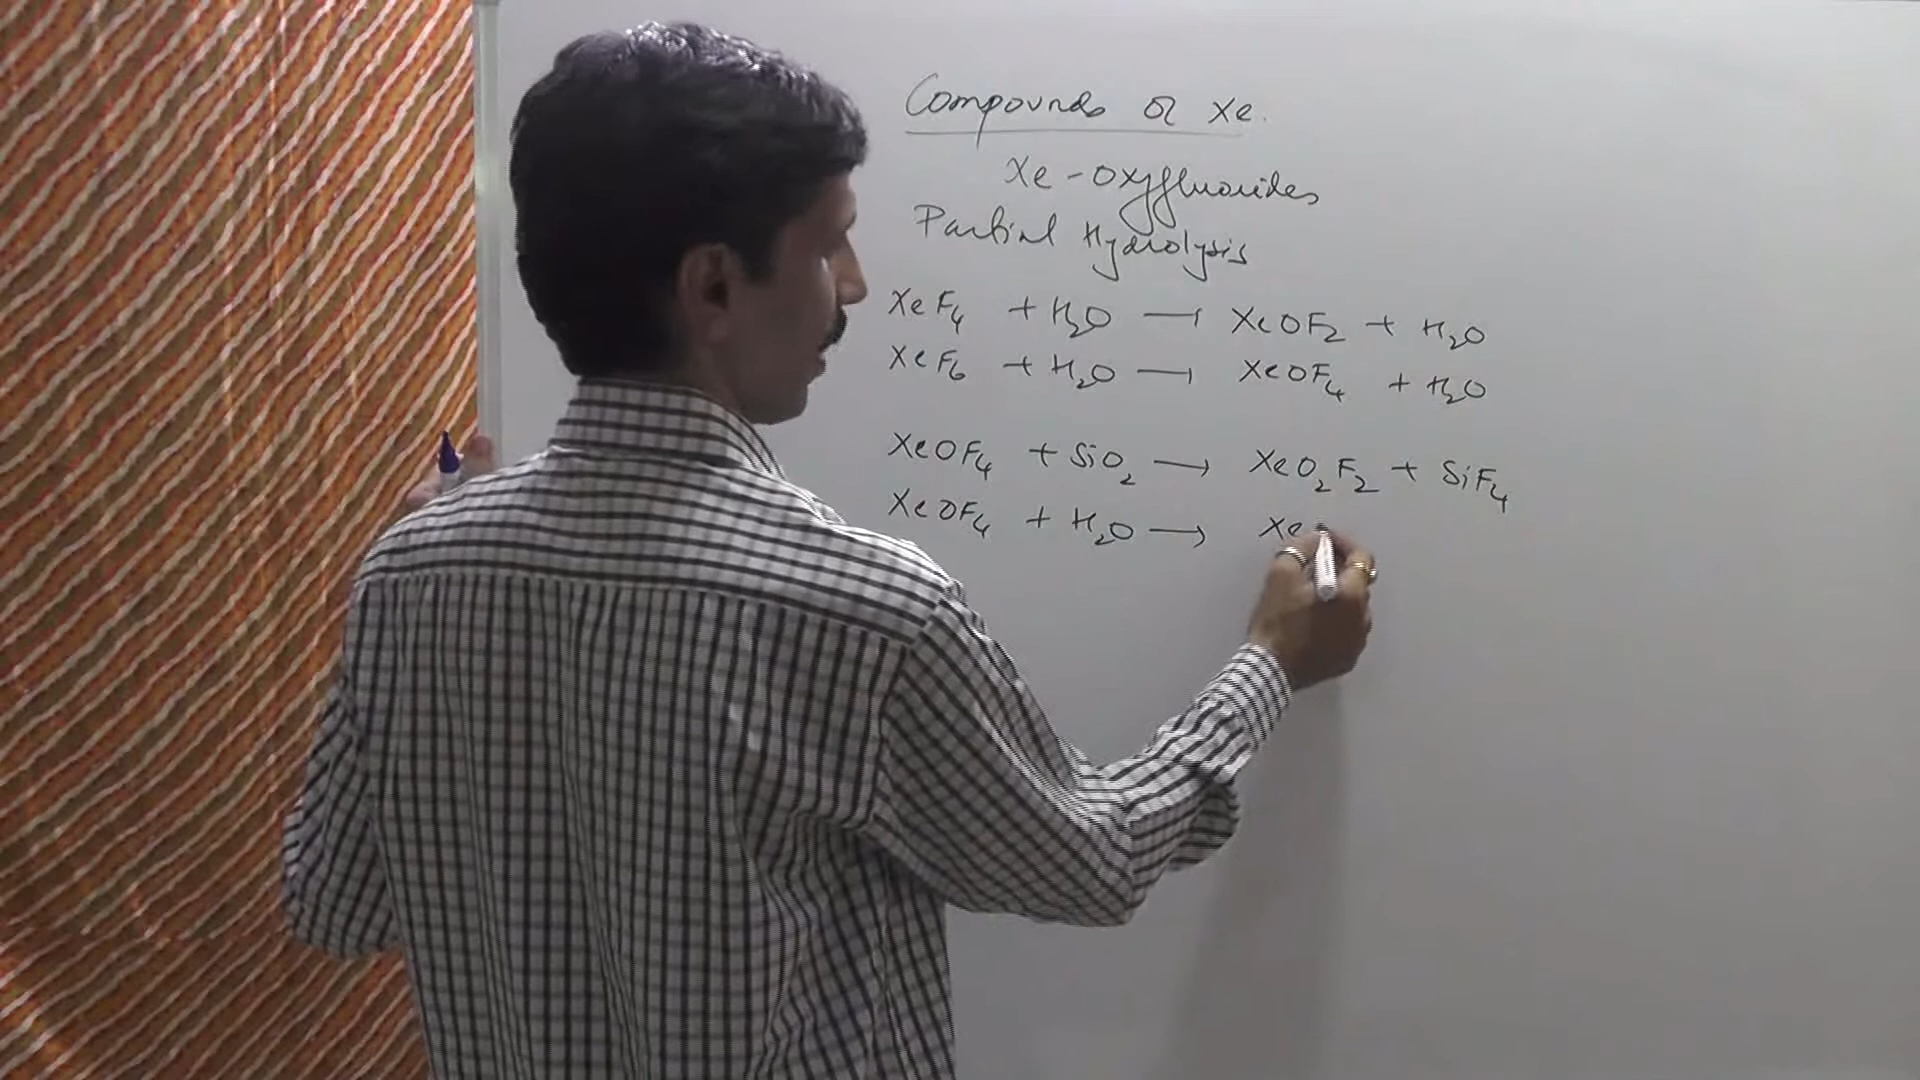 Compounds of Xe.
Xe-Oxyfluorides
Partial Hydrolysis
XeF4 + H2O → XeOF2 + H2O
XeF6 + H2O → XeOF4 + H2O
XeOF4 + SiO2 → XeO2F2 + SiF4
XeOF4 + H2O → Xe